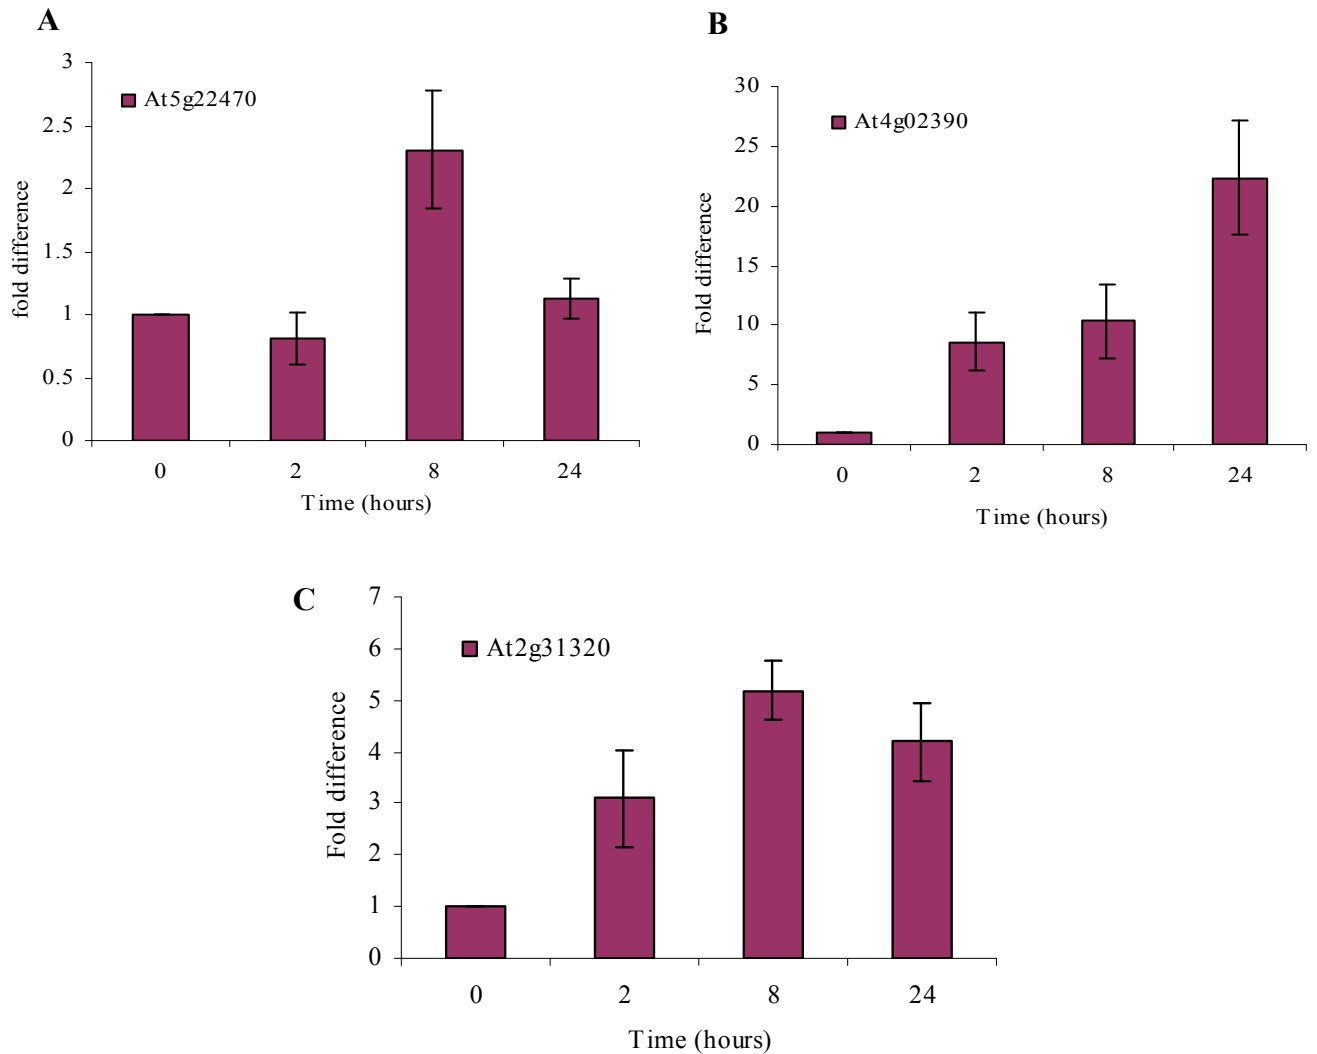 A
3
At5g22470
2.5
2
1.5
1
0.5
0
fold difference
0 2 8 24
Time (hours)
B
30
At4g02390
25
20
15
10
5
0
Fold difference
0 2 8 24
Time (hours)
C
7
At2g31320
6
5
4
3
2
1
0
Fold difference
0 2 8 24
Time (hours)